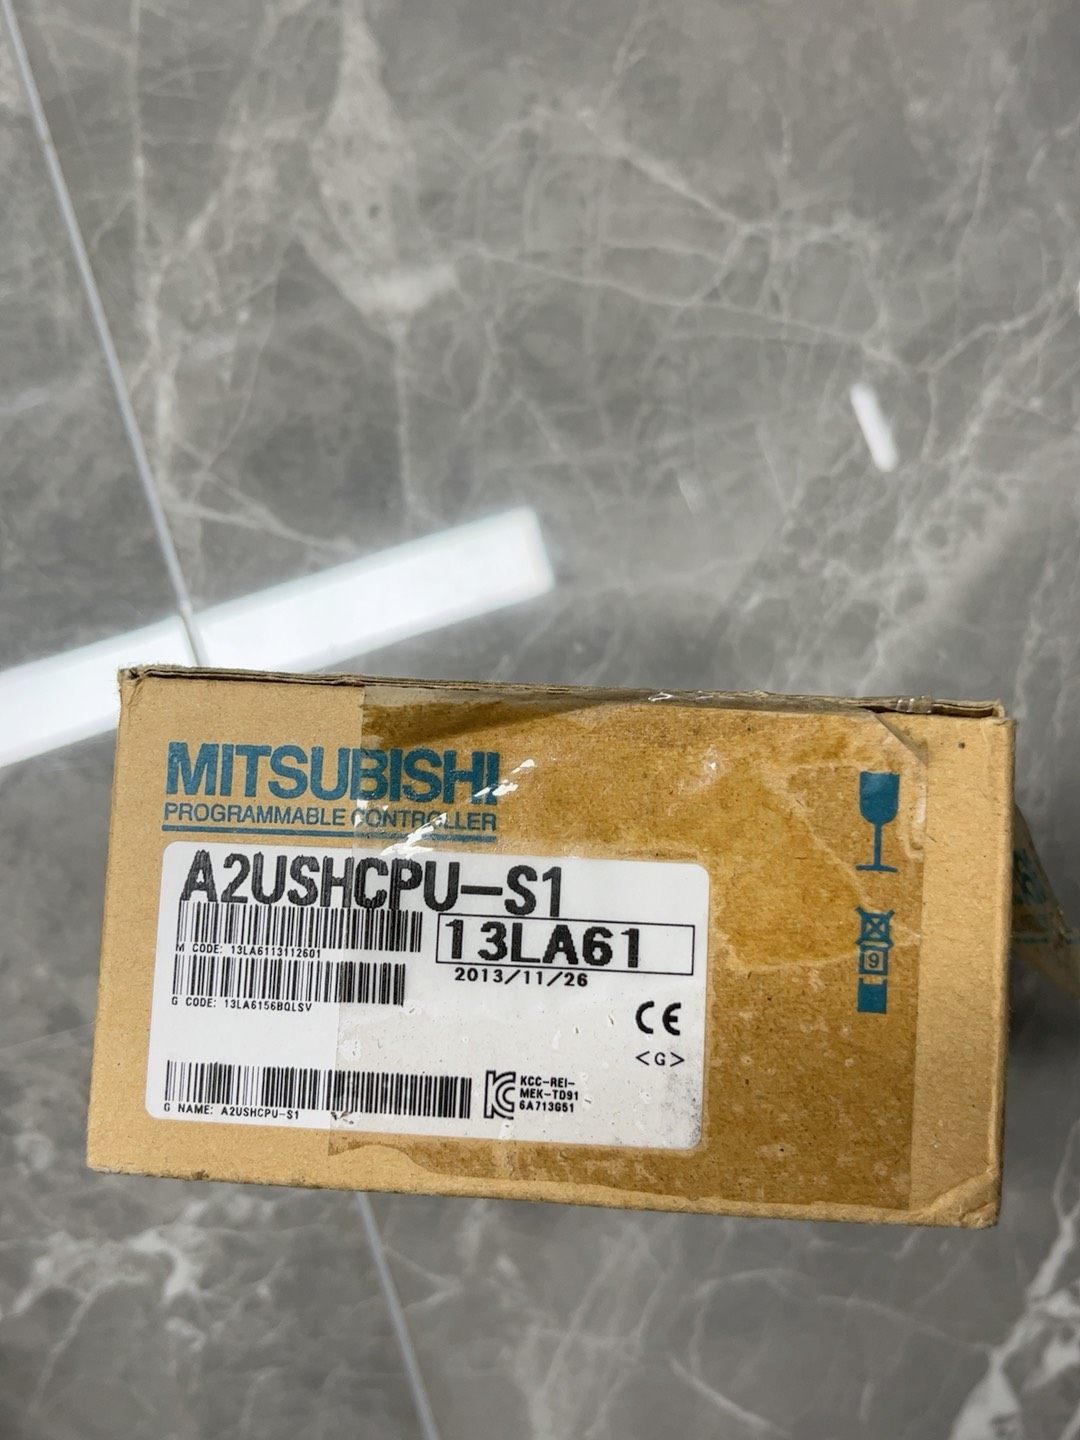 MITSUBISHI
PROGRAMMABLE CONTROLLER
A2USHCPU-S1
13LA61
M CODE: 13LA6113112601
2013/11/26
G CODE: 13LA6156BQLSV
CE
<G>
9
KCC-REI-
MEK-TD91
6A713G51
G NAME: A2USHCPU-S1